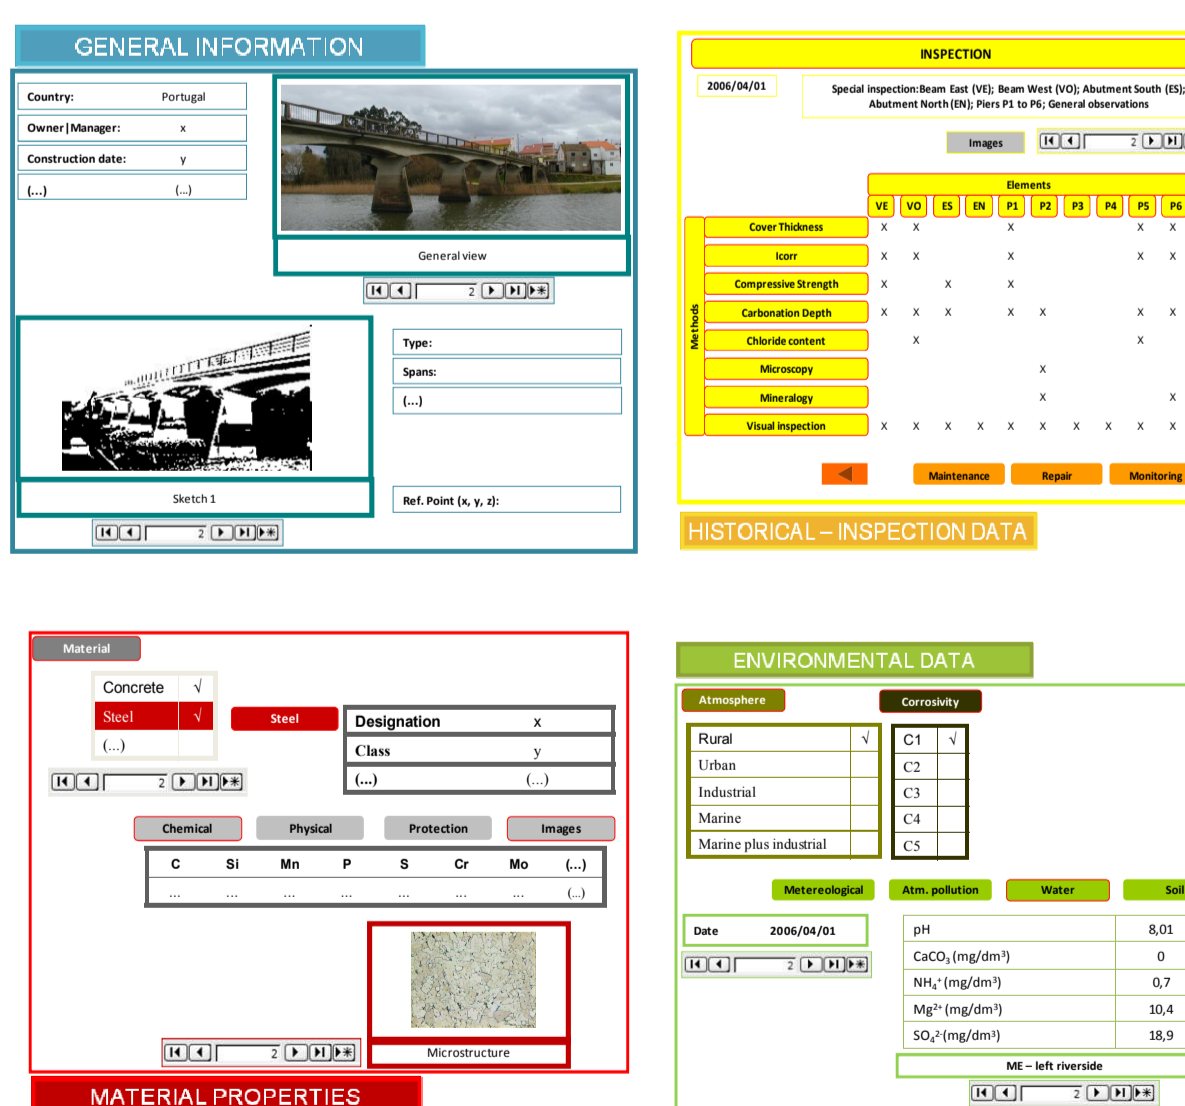 GENERAL INFORMATION
Country: Portugal
Owner|Manager: x
Construction date: y
(...) (...)
General view
2
Sketch 1
2
Type:
Spans:
(...)
Ref. Point (x, y, z):
INSPECTION
2006/04/01
Special inspection:Beam East (VE); Beam West (VO); Abutment South (ES);
Abutment North (EN); Piers P1 to P6; General observations
Images
2
Elements
VE VO ES EN P1 P2 P3 P4 P5 P6
Methods
Cover Thickness X X X X X
Icorr X X X X X
Compressive Strength X X X
Carbonation Depth X X X X X X X
Chloride content X X
Microscopy X
Mineralogy X X
Visual inspection X X X X X X X X X X
Maintenance Repair Monitoring
HISTORICAL – INSPECTION DATA
Material
Concrete √
Steel √
(...)
2
Steel
Designation x
Class y
(...) (...)
Chemical Physical Protection Images
C Si Mn P S Cr Mo (...)
... ... ... ... ... ... ... (...)
2
Microstructure
MATERIAL PROPERTIES
ENVIRONMENTAL DATA
Atmosphere
Rural √
Urban
Industrial
Marine
Marine plus industrial
Corrosivity
C1 √
C2
C3
C4
C5
Metereological Atm. pollution Water Soil
Date 2006/04/01
2
pH 8,01
CaCO₃ (mg/dm³) 0
NH₄⁺ (mg/dm³) 0,7
Mg²⁺ (mg/dm³) 10,4
SO₄²⁻(mg/dm³) 18,9
ME – left riverside
2